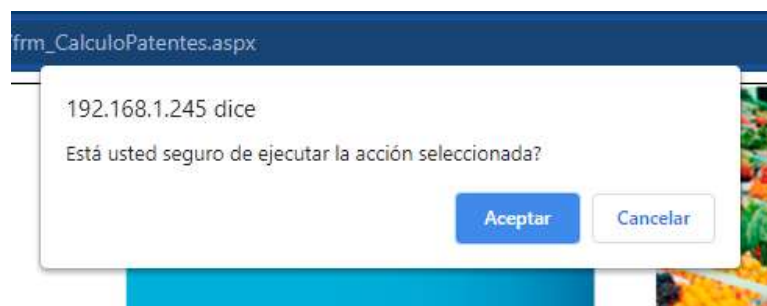 frm_CalculoPatentes.aspx
192.168.1.245 dice
Está usted seguro de ejecutar la acción seleccionada?
Aceptar Cancelar